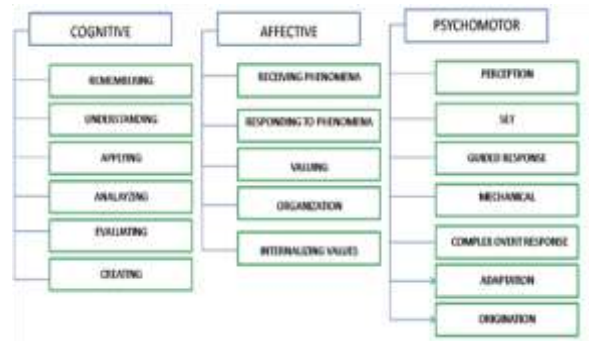 COGNITIVE
REMEMBERING
UNDERSTANDING
APPLYING
ANALAYZING
EVALUATING
CREATING
AFFECTIVE
RECEIVING PHENOMENA
RESPONDING TO PHENOMENA
VALUING
ORGANIZATION
INTERNALIZING VALUES
PSYCHOMOTOR
PERCEPTION
SET
GUIDED RESPONSE
MECHANICAL
COMPLEX OVERT RESPONSE
ADAPTATION
ORIGINATION